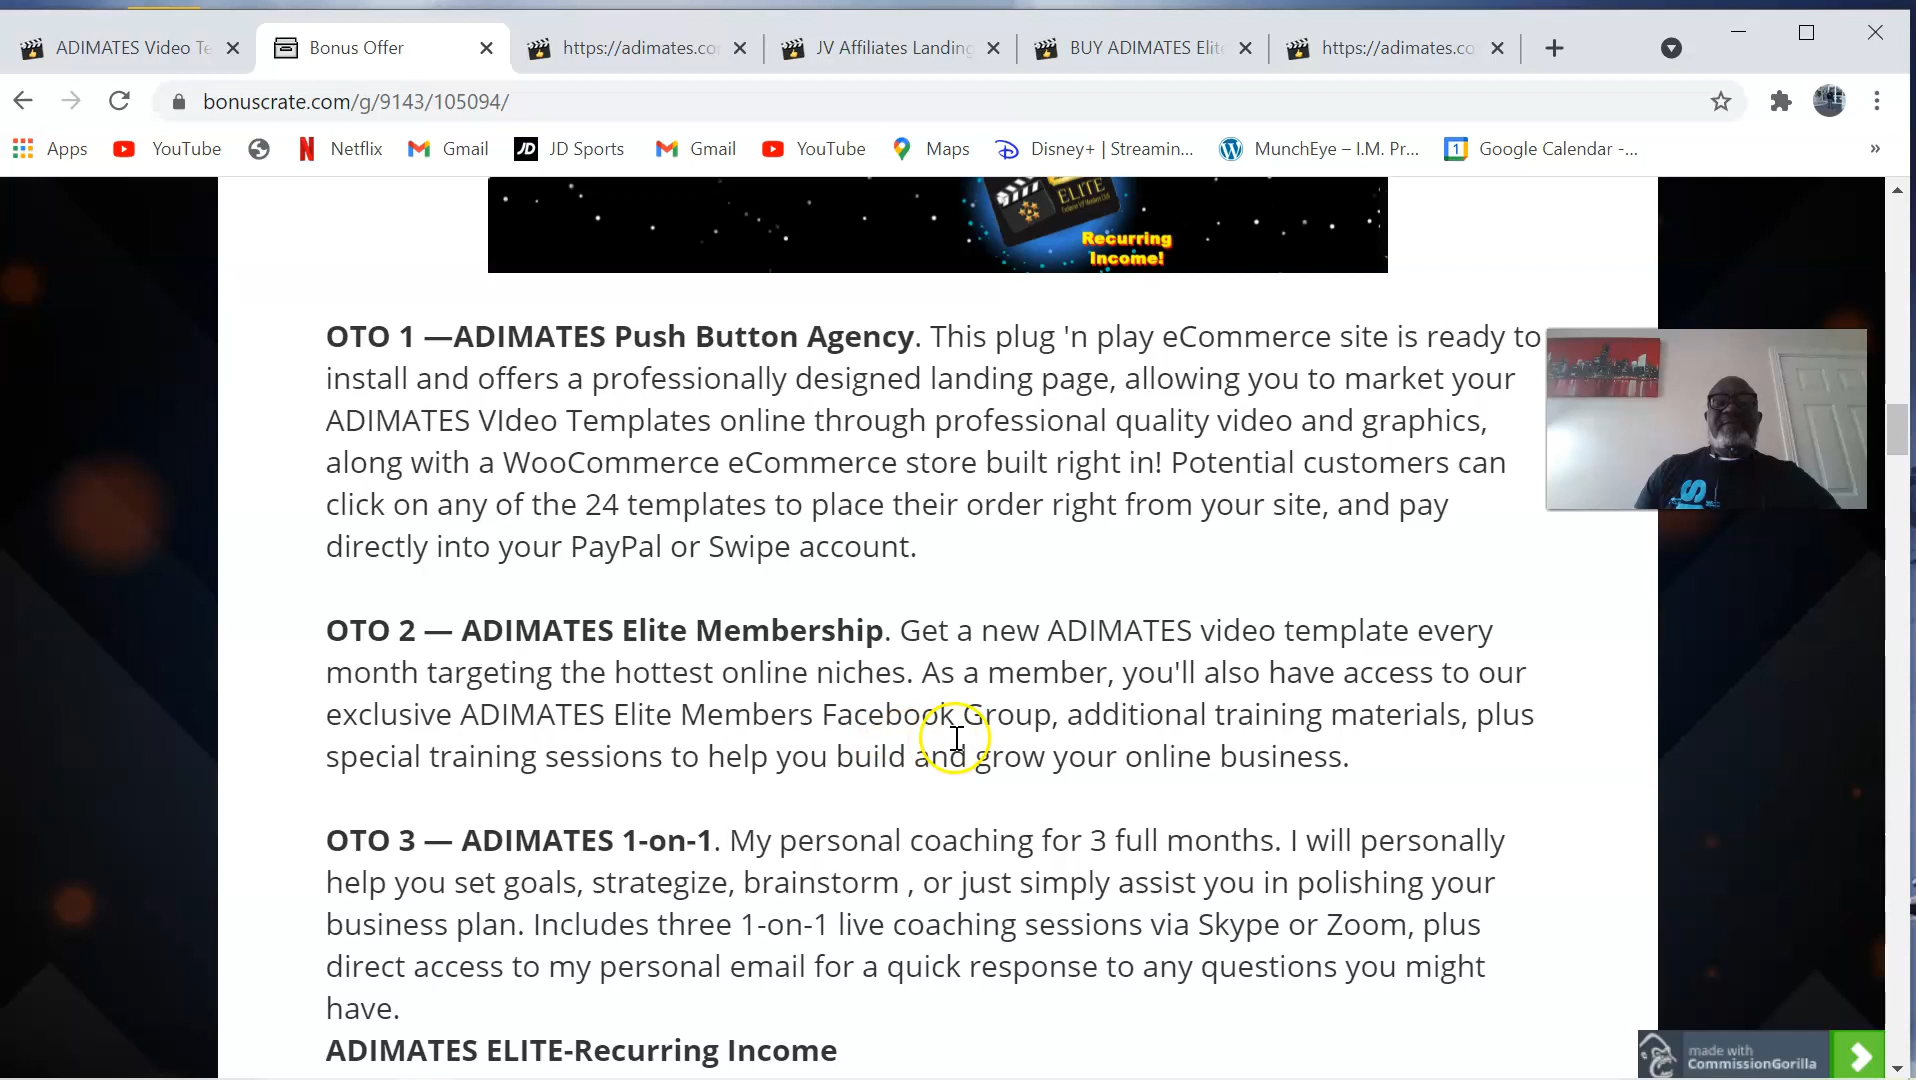 ADIMATES Video Te
Bonus Offer
https://adimates.co
JV Affiliates Landing
BUY ADIMATES Elite
https://adimates.co
bonuscrate.com/g/9143/105094/
Apps
YouTube
Netflix
Gmail
JD JD Sports
Gmail
YouTube
Maps
Disney+ | Streamin...
MunchEye – I.M. Pr...
1 Google Calendar -...
ELITE
Recurring
Income!
OTO 1 —ADIMATES Push Button Agency. This plug 'n play eCommerce site is ready to
install and offers a professionally designed landing page, allowing you to market your
ADIMATES VIdeo Templates online through professional quality video and graphics,
along with a WooCommerce eCommerce store built right in! Potential customers can
click on any of the 24 templates to place their order right from your site, and pay
directly into your PayPal or Swipe account.
OTO 2 — ADIMATES Elite Membership. Get a new ADIMATES video template every
month targeting the hottest online niches. As a member, you'll also have access to our
exclusive ADIMATES Elite Members Facebook Group, additional training materials, plus
special training sessions to help you build and grow your online business.
OTO 3 — ADIMATES 1-on-1. My personal coaching for 3 full months. I will personally
help you set goals, strategize, brainstorm , or just simply assist you in polishing your
business plan. Includes three 1-on-1 live coaching sessions via Skype or Zoom, plus
direct access to my personal email for a quick response to any questions you might
have.
ADIMATES ELITE-Recurring Income
made with
CommissionGorilla